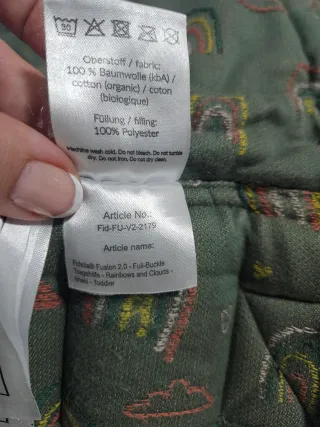 30
Oberstoff / fabric:
100 % Baumwolle (kbA) /
cotton (organic) / coton
(biologique)
Füllung / filling:
100% Polyester
Machine wash cold. Do not bleach. Do not tumble
dry. Do not iron. Do not dry clean.
Article No.:
Fid-FU-V2-2179
Article name:
Fidella® Fusion 2.0 - Full-Buckle
Tragehilfe - Rainbows and Clouds -
- Toddler